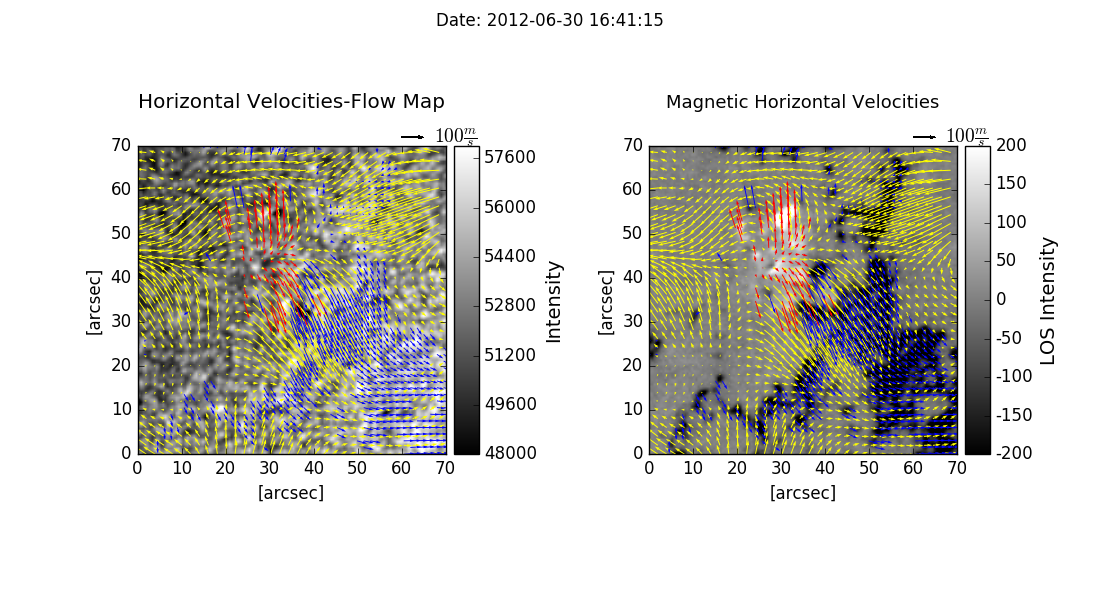 Date: 2012-06-30 16:41:15
Horizontal Velocities-Flow Map
100 m/s
70
60
50
40
30
20
10
0
[arcsec]
0 10 20 30 40 50 60 70
[arcsec]
57600
56000
54400
52800
51200
49600
48000
Intensity
Magnetic Horizontal Velocities
100 m/s
70
60
50
40
30
20
10
0
[arcsec]
0 10 20 30 40 50 60 70
[arcsec]
200
150
100
50
0
-50
-100
-150
-200
LOS Intensity